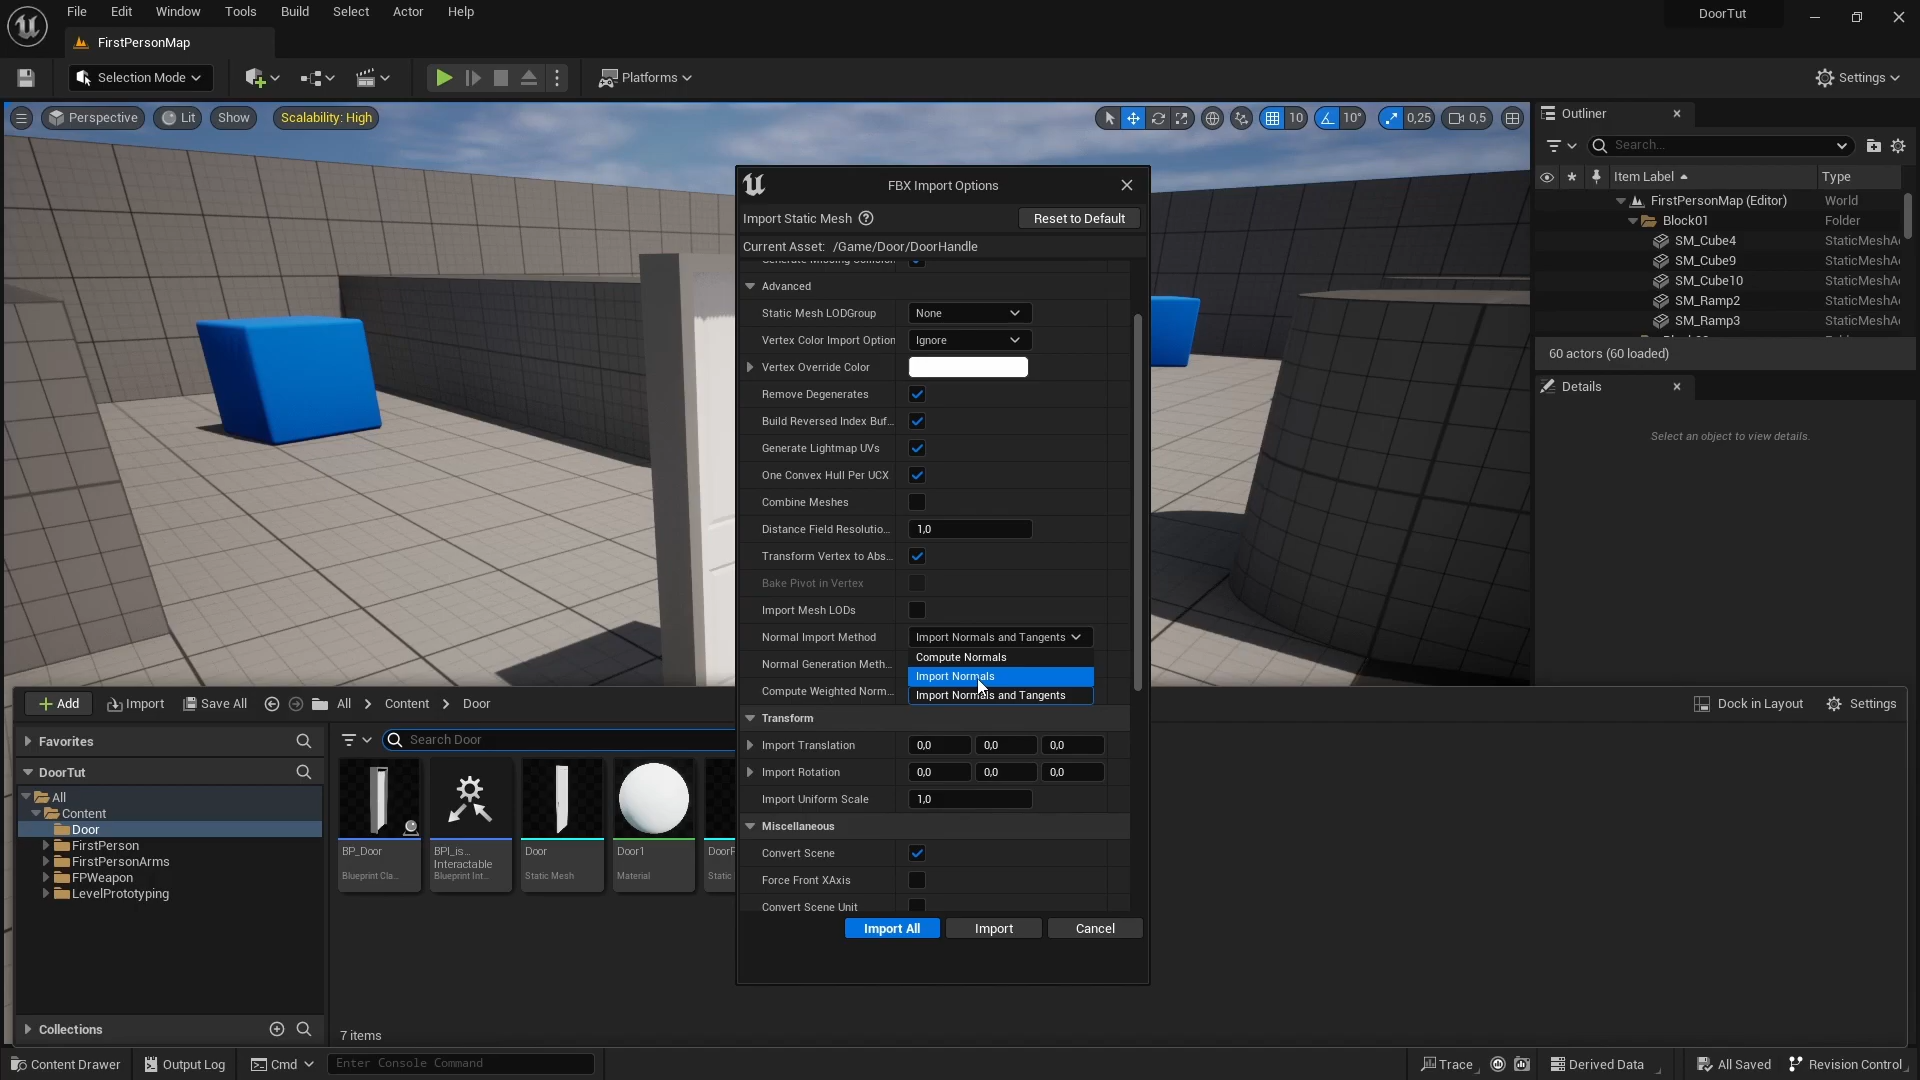 File Edit Window Tools Build Select Actor Help
DoorTut
FirstPersonMap
Selection Mode
Platforms
Settings
Perspective Lit Show Scalability: High
10 10° 0,25 0,5
Outliner
Search...
Item Label Type
FirstPersonMap (Editor) World
Block01 Folder
SM_Cube4 StaticMeshA
SM_Cube9 StaticMeshA
SM_Cube10 StaticMeshA
SM_Ramp2 StaticMeshA
SM_Ramp3 StaticMeshA
60 actors (60 loaded)
Details
Select an object to view details.
FBX Import Options
Import Static Mesh Reset to Default
Current Asset: /Game/Door/DoorHandle
Generate Missing Collision
Advanced
Static Mesh LODGroup None
Vertex Color Import Option Ignore
Vertex Override Color
Remove Degenerates
Build Reversed Index Buf...
Generate Lightmap UVs
One Convex Hull Per UCX
Combine Meshes
Distance Field Resolutio... 1,0
Transform Vertex to Abs...
Bake Pivot in Vertex
Import Mesh LODs
Normal Import Method Import Normals and Tangents
Compute Normals
Normal Generation Meth... Import Normals
Compute Weighted Norm... Import Normals and Tangents
Transform
Import Translation 0,0 0,0 0,0
Import Rotation 0,0 0,0 0,0
Import Uniform Scale 1,0
Miscellaneous
Convert Scene
Force Front XAxis
Convert Scene Unit
Import All Import Cancel
Add Import Save All All Content Door
Dock in Layout Settings
Favorites
Search Door
DoorTut
All
Content
Door
FirstPerson
FirstPersonArms
FPWeapon
LevelPrototyping
Collections
BP_Door
Blueprint Cla...
BPI_is...
Interactable
Blueprint Int...
Door
Static Mesh
Door1
Material
DoorF
Static
7 items
Content Drawer Output Log Cmd Enter Console Command
Trace Derived Data All Saved Revision Control